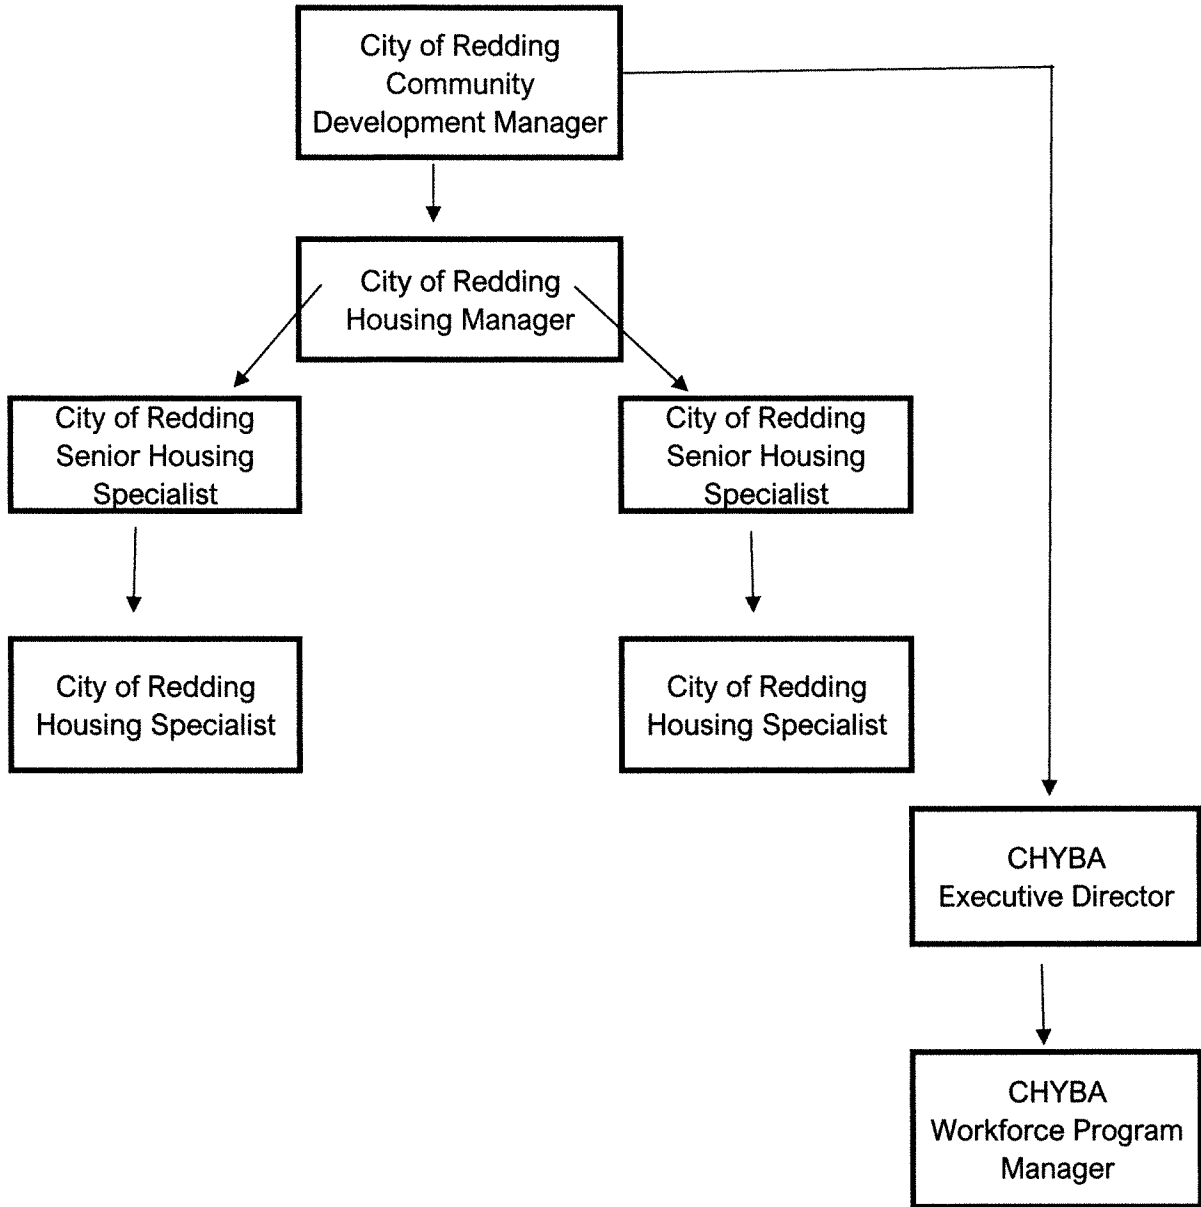 City of Redding
Community
Development Manager
City of Redding
Housing Manager
City of Redding
Senior Housing
Specialist
City of Redding
Senior Housing
Specialist
City of Redding
Housing Specialist
City of Redding
Housing Specialist
CHYBA
Executive Director
CHYBA
Workforce Program
Manager